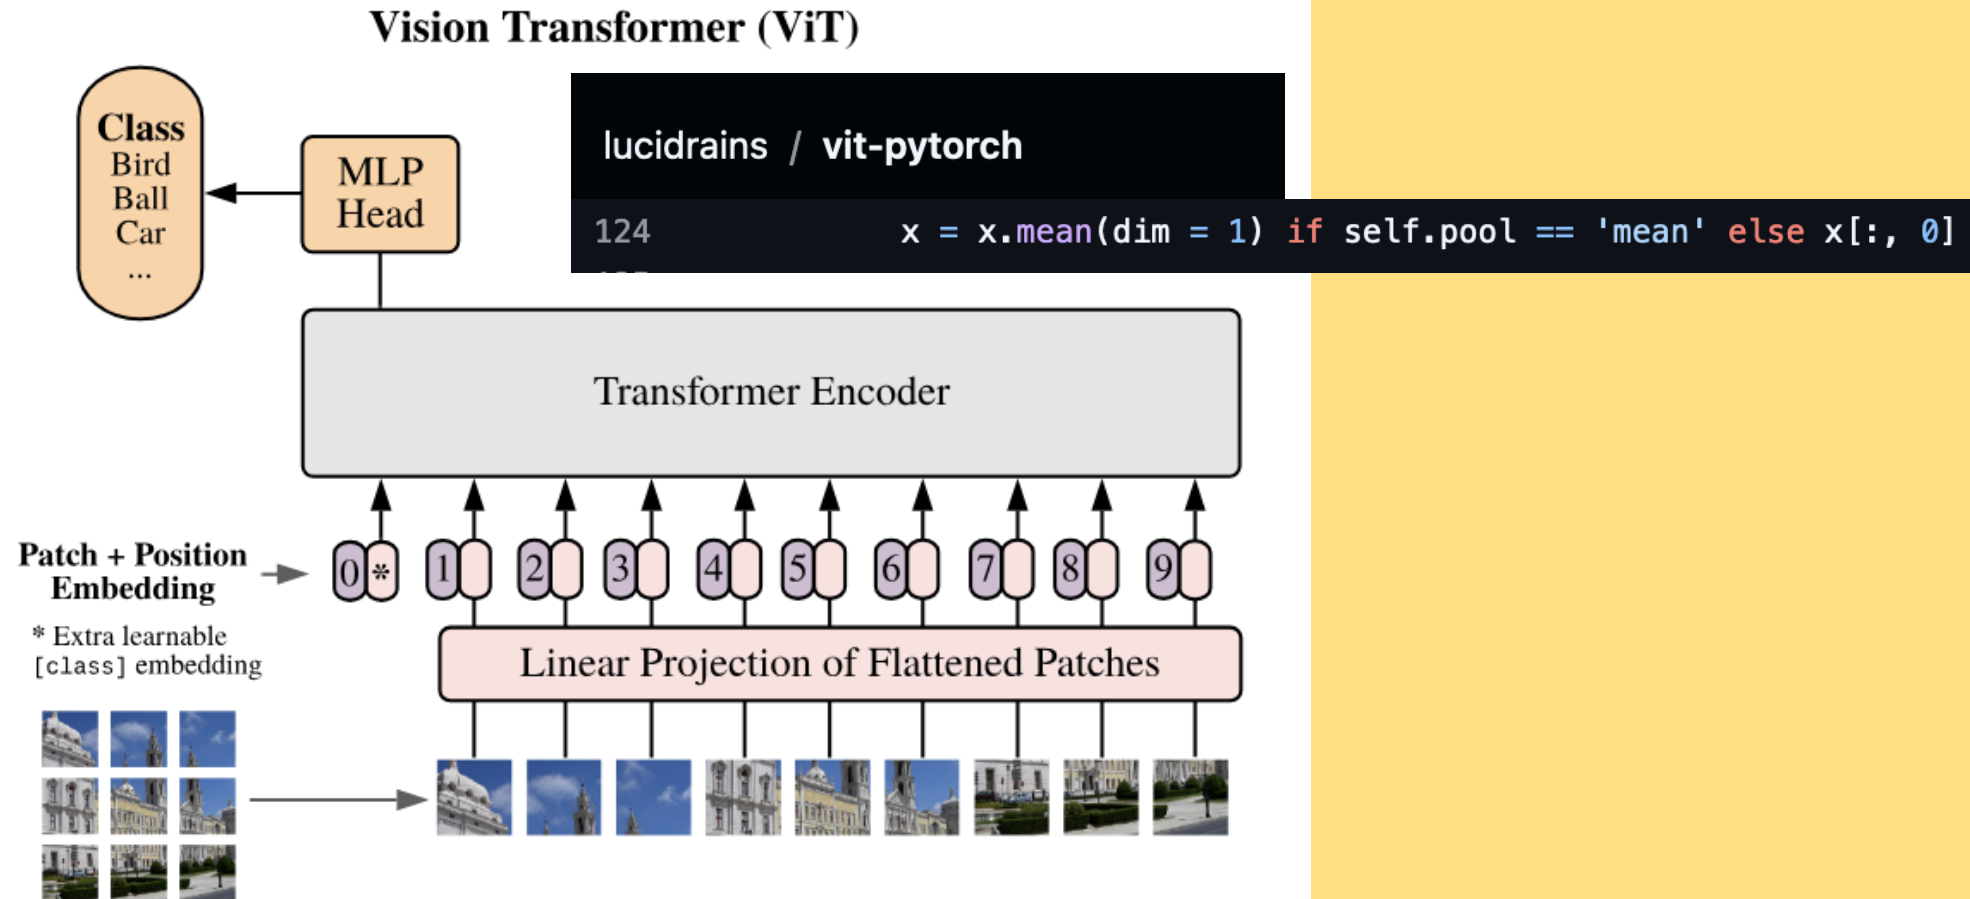 Vision Transformer (ViT)
Class
Bird
Ball
Car
...
MLP
Head
lucidrains / vit-pytorch
124 x = x.mean(dim = 1) if self.pool == 'mean' else x[:, 0]
Transformer Encoder
Patch + Position
Embedding
0 * 1 2 3 4 5 6 7 8 9
* Extra learnable
[class] embedding
Linear Projection of Flattened Patches